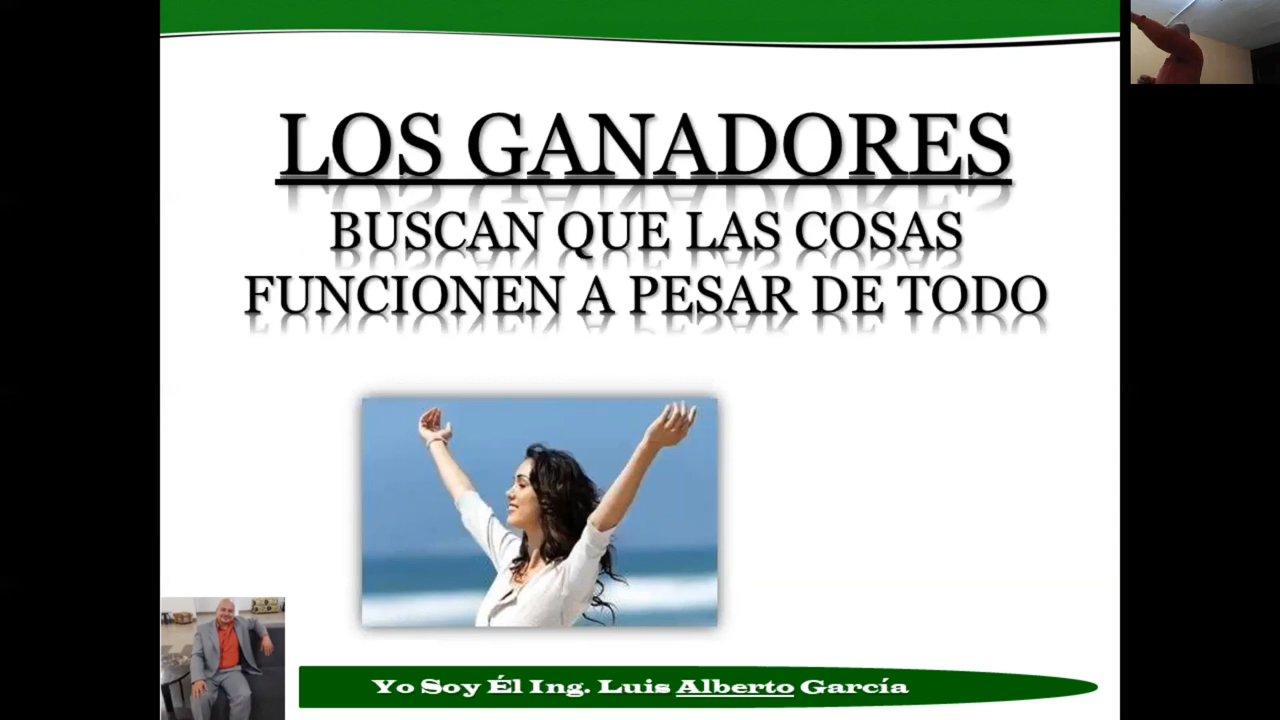 LOS GANADORES
BUSCAN QUE LAS COSAS
FUNCIONEN A PESAR DE TODO
Yo Soy Él Ing. Luis Alberto García